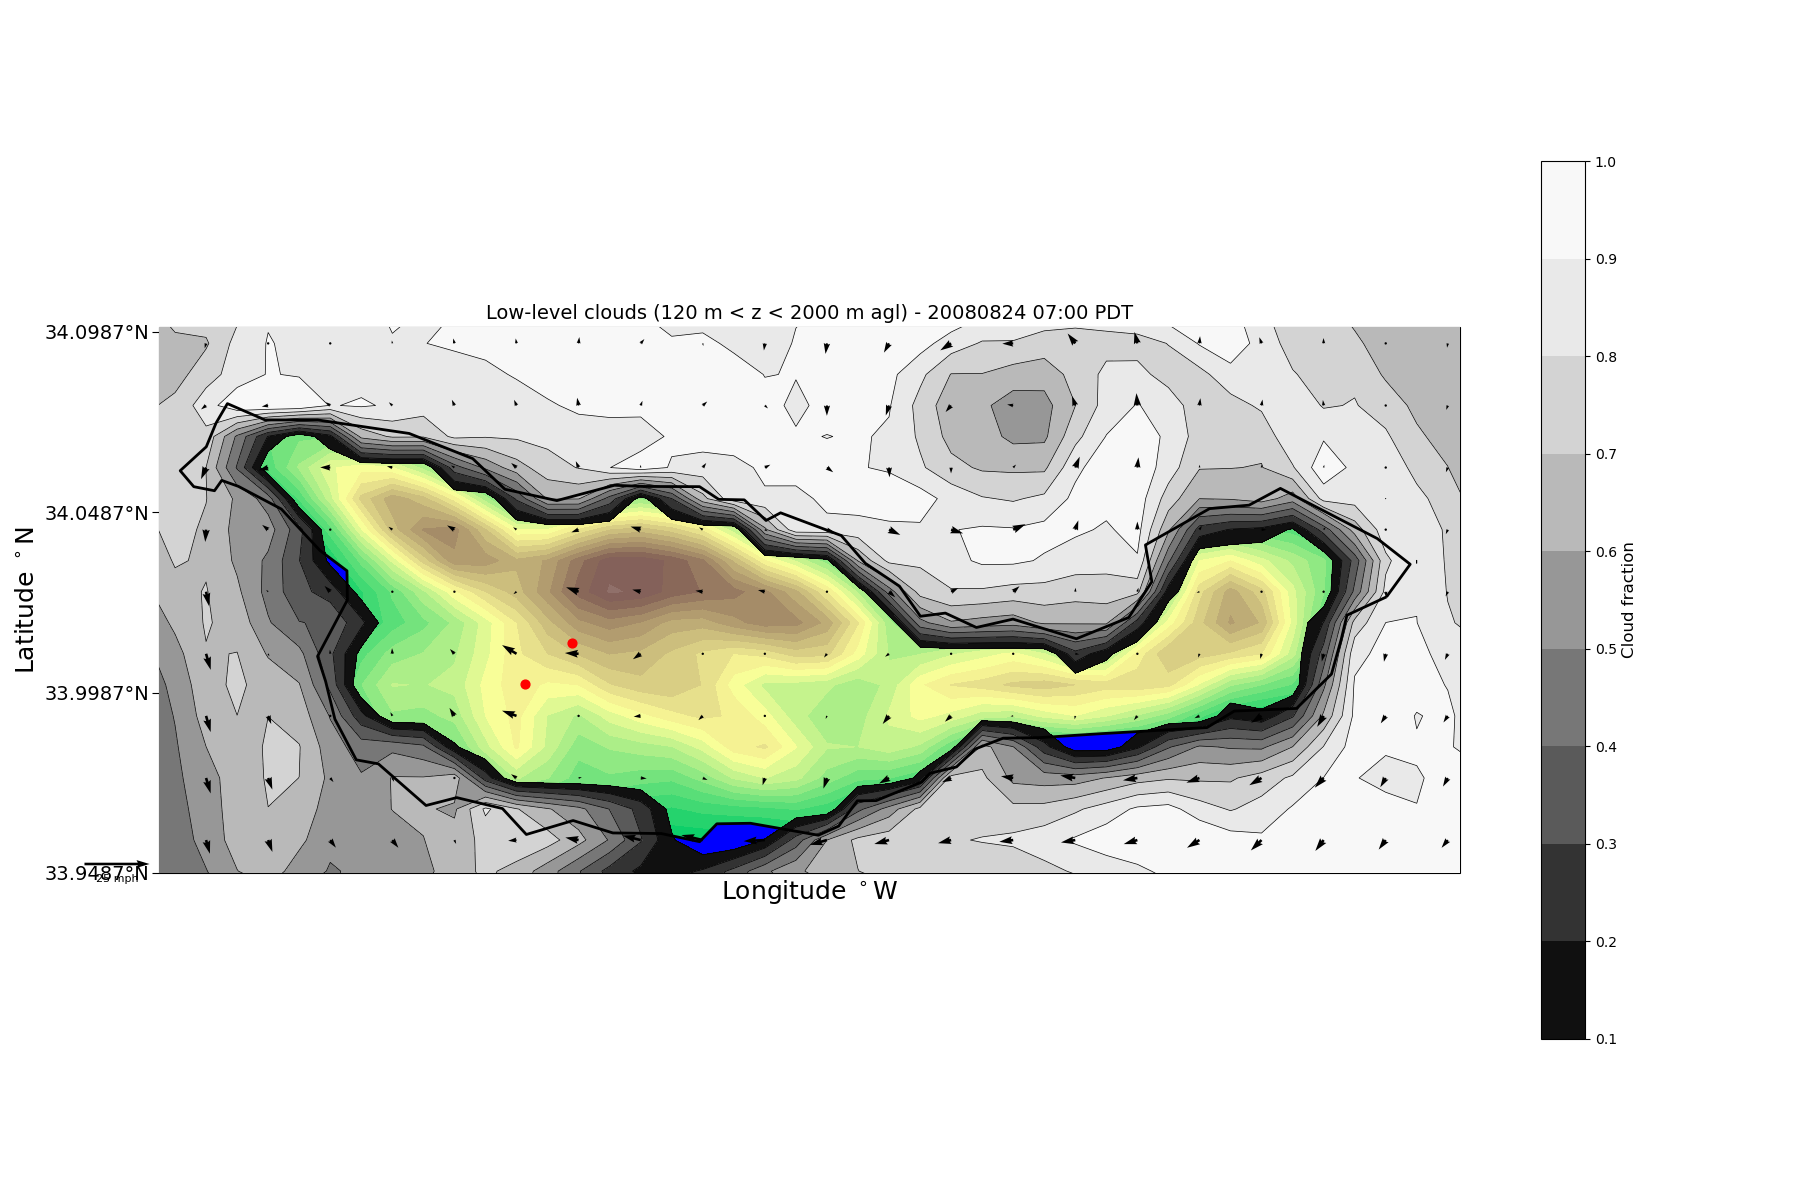 Low-level clouds (120 m < z < 2000 m agl) - 20080824 07:00 PDT
34.0987°N
34.0487°N
33.9987°N
33.9487°N
Latitude °N
25 mph
Longitude °W
1.0
0.9
0.8
0.7
0.6
0.5
0.4
0.3
0.2
0.1
Cloud fraction